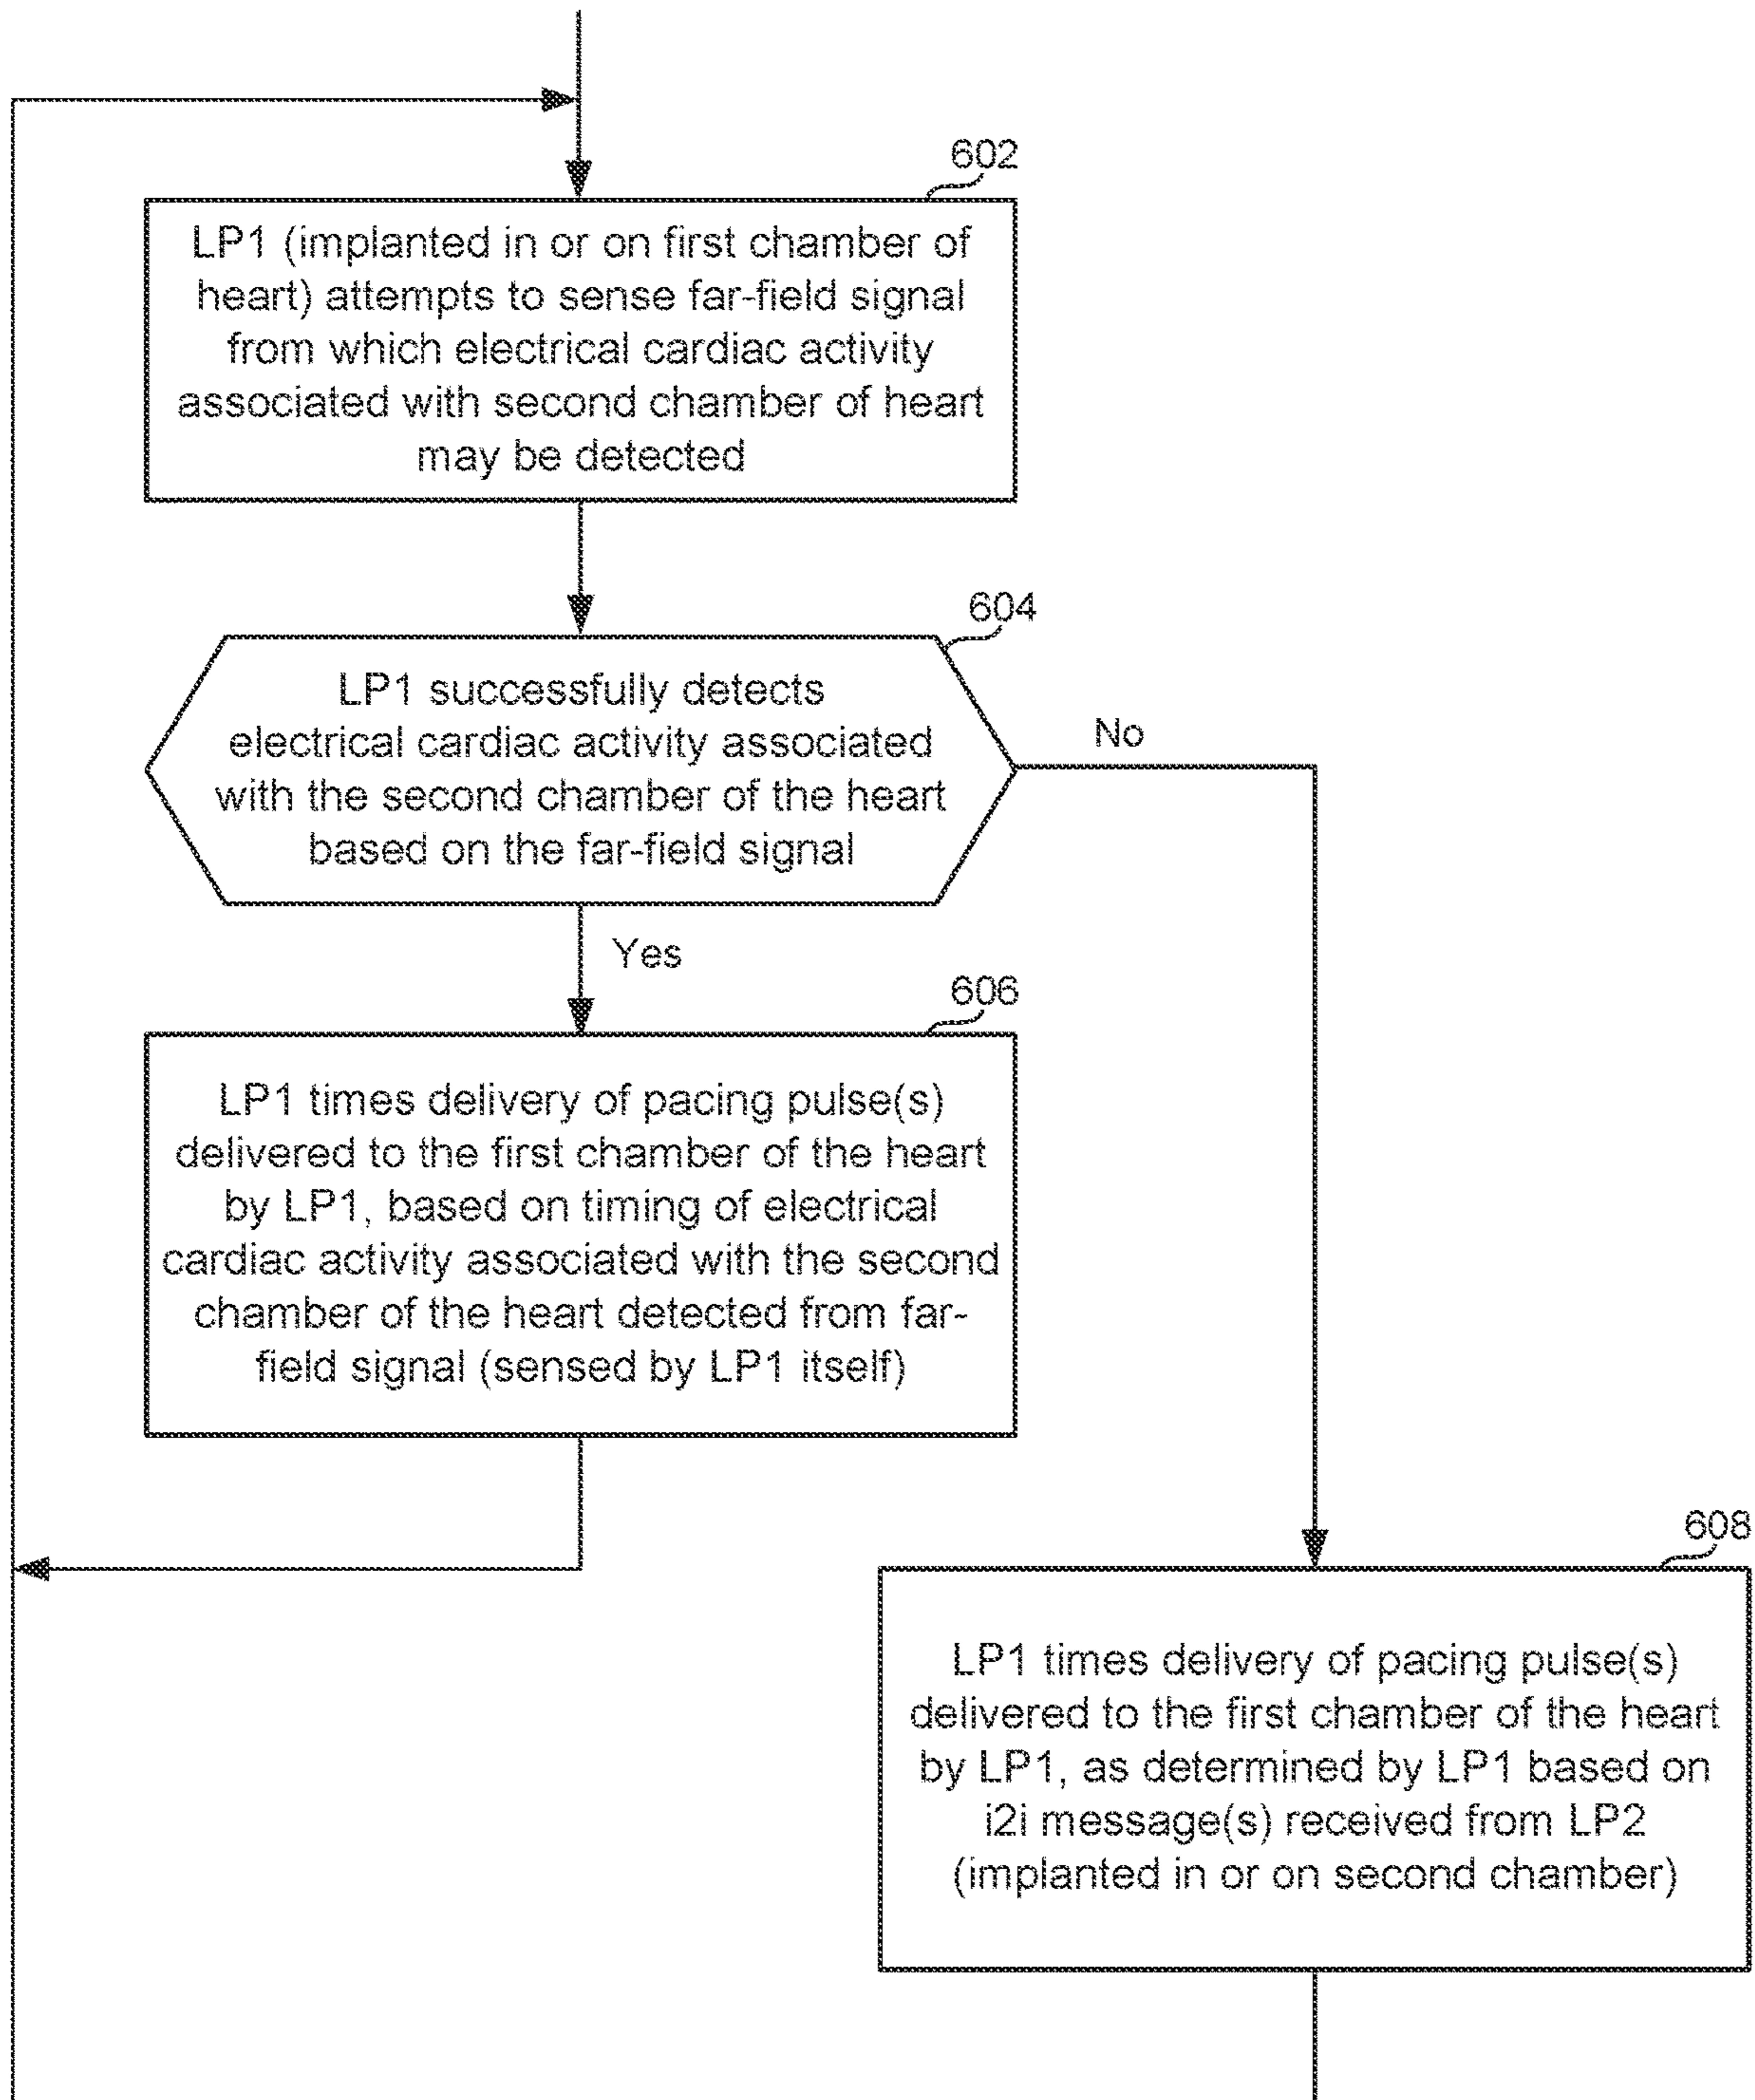 602
LP1 (implanted in or on first chamber of
heart) attempts to sense far-field signal
from which electrical cardiac activity
associated with second chamber of heart
may be detected
604
LP1 successfully detects
electrical cardiac activity associated
with the second chamber of the heart
based on the far-field signal
No
Yes
606
LP1 times delivery of pacing pulse(s)
delivered to the first chamber of the heart
by LP1, based on timing of electrical
cardiac activity associated with the second
chamber of the heart detected from far-
field signal (sensed by LP1 itself)
608
LP1 times delivery of pacing pulse(s)
delivered to the first chamber of the heart
by LP1, as determined by LP1 based on
i2i message(s) received from LP2
(implanted in or on second chamber)